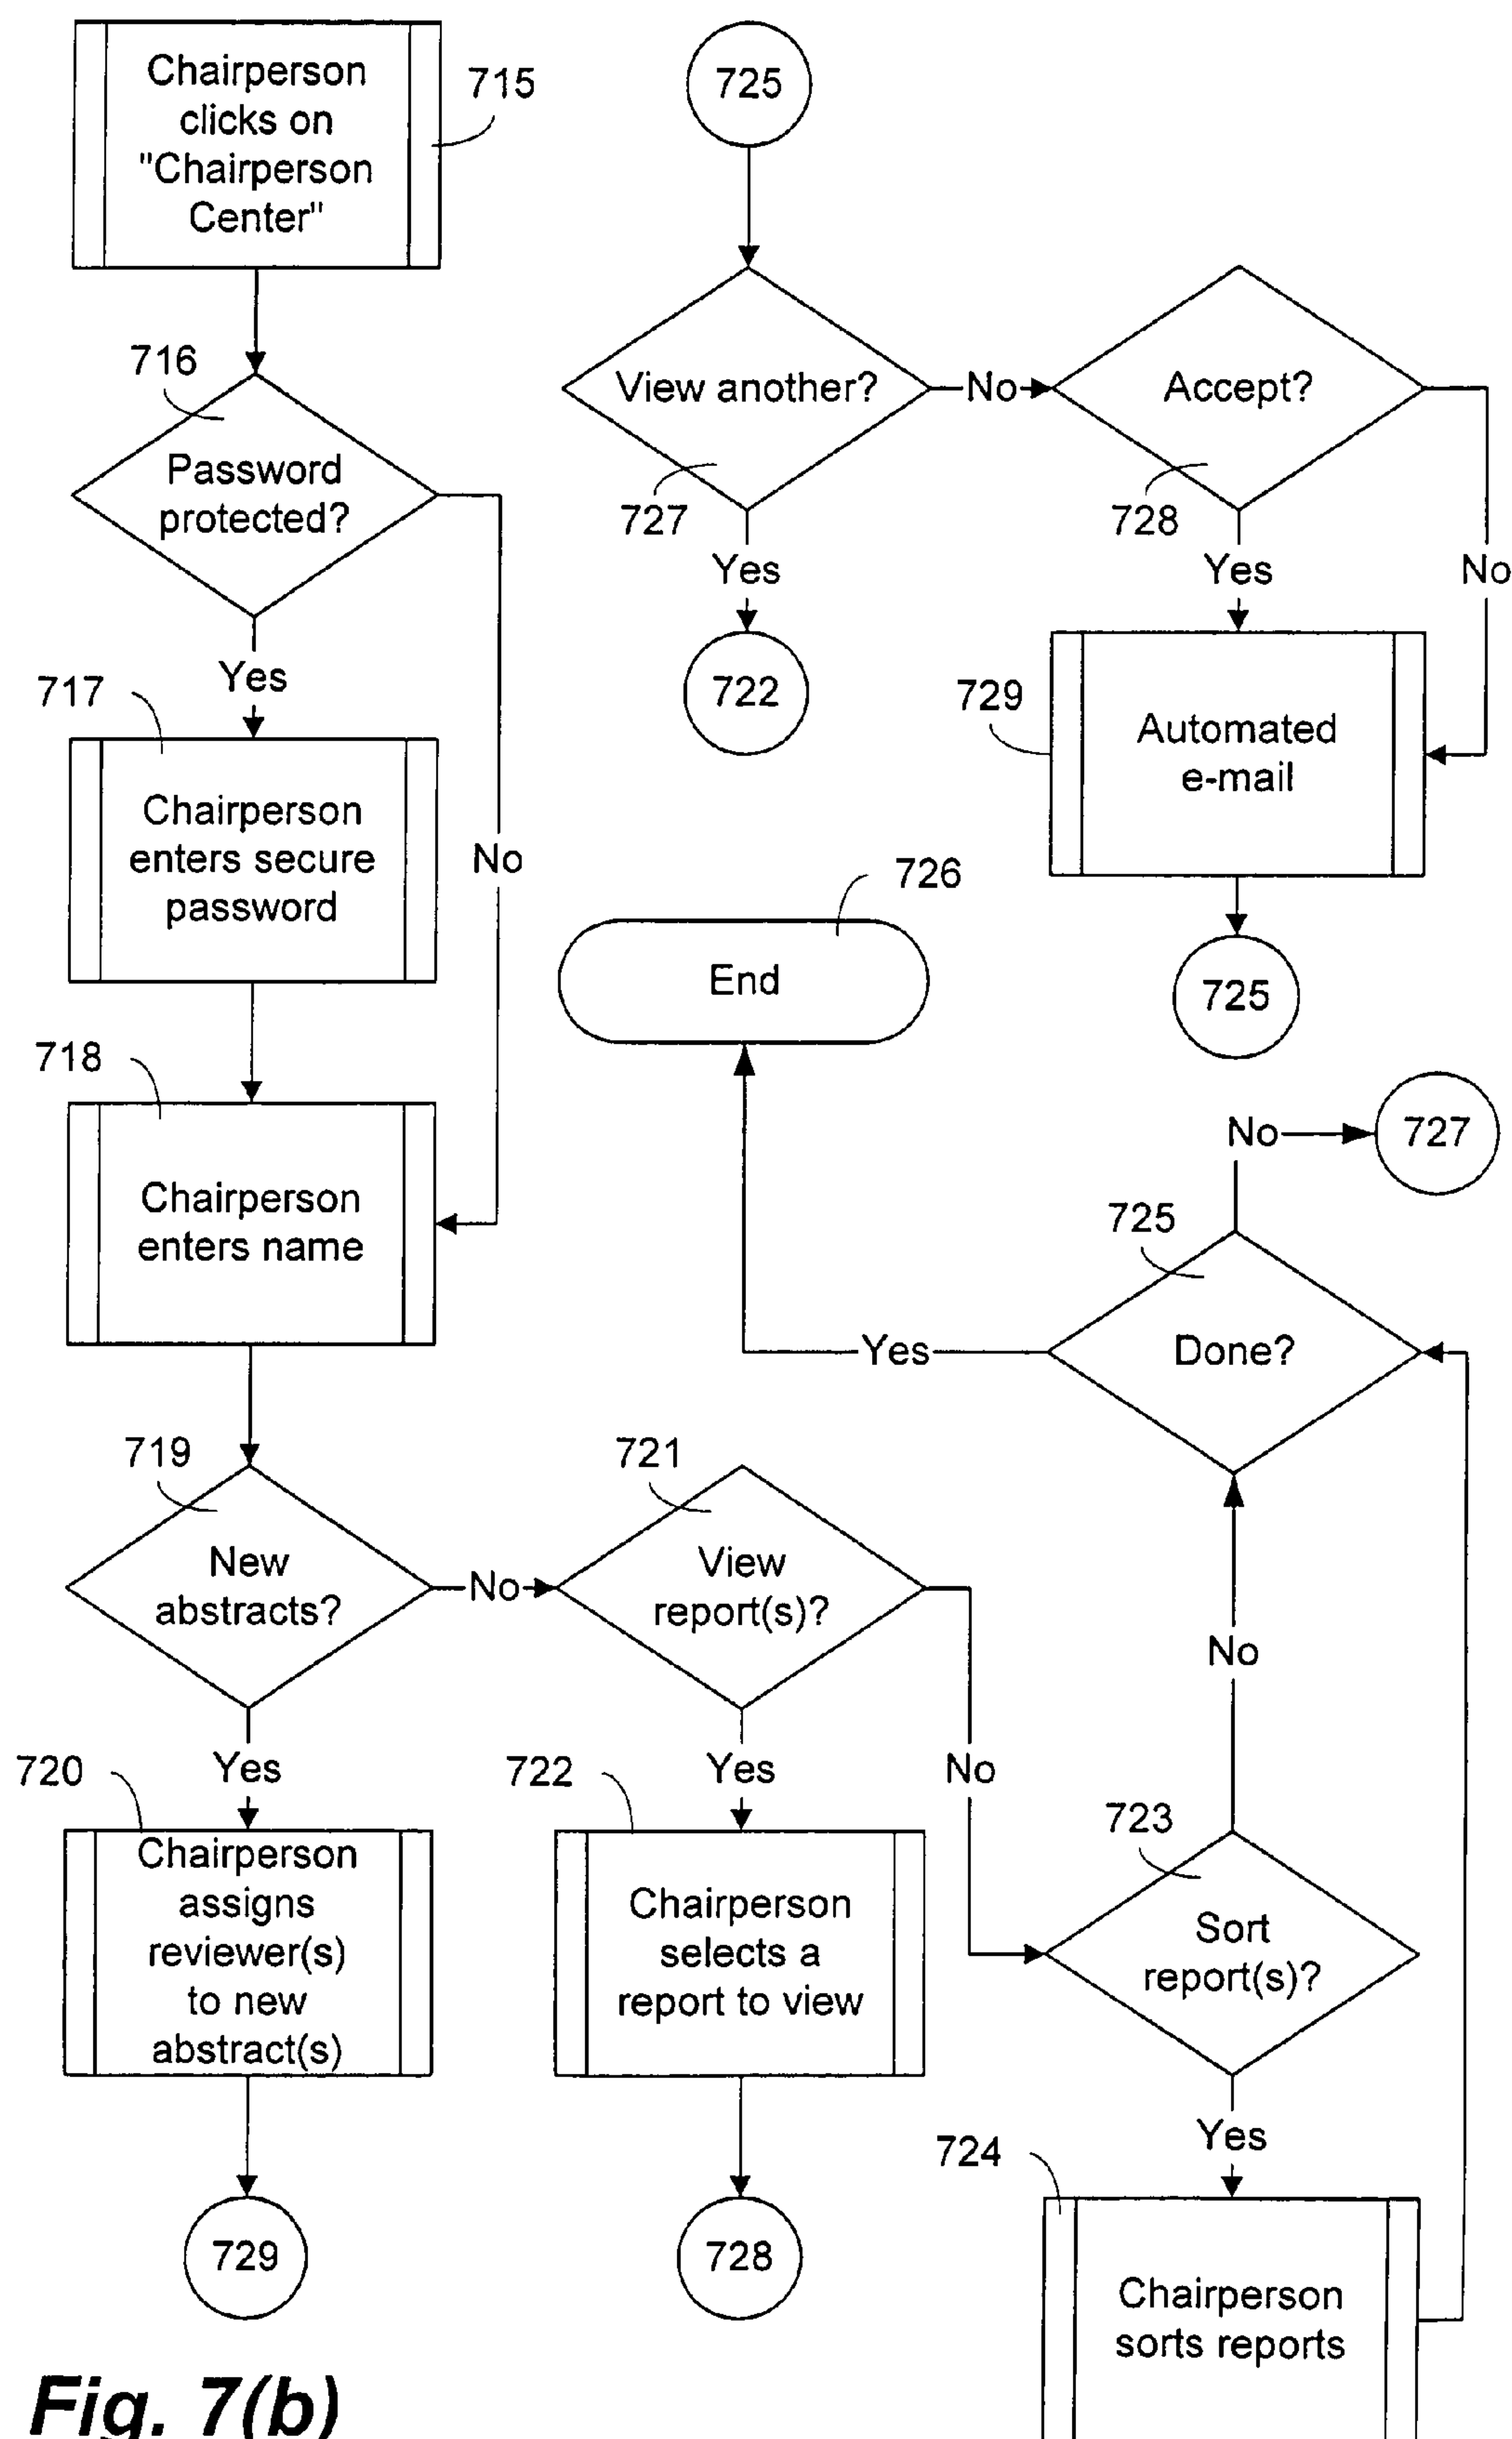 Chairperson
clicks on
"Chairperson
Center"
715
716
Password
protected?
Yes
No
717
Chairperson
enters secure
password
718
Chairperson
enters name
719
New
abstracts?
No
Yes
720
Chairperson
assigns
reviewer(s)
to new
abstract(s)
729
721
View
report(s)?
Yes
No
722
Chairperson
selects a
report to view
728
723
Sort
report(s)?
No
Yes
724
Chairperson
sorts reports
725
Done?
No
727
Yes
726
End
725
View another?
727
No
Yes
722
Accept?
728
Yes
No
729
Automated
e-mail
725
Fig. 7(b)